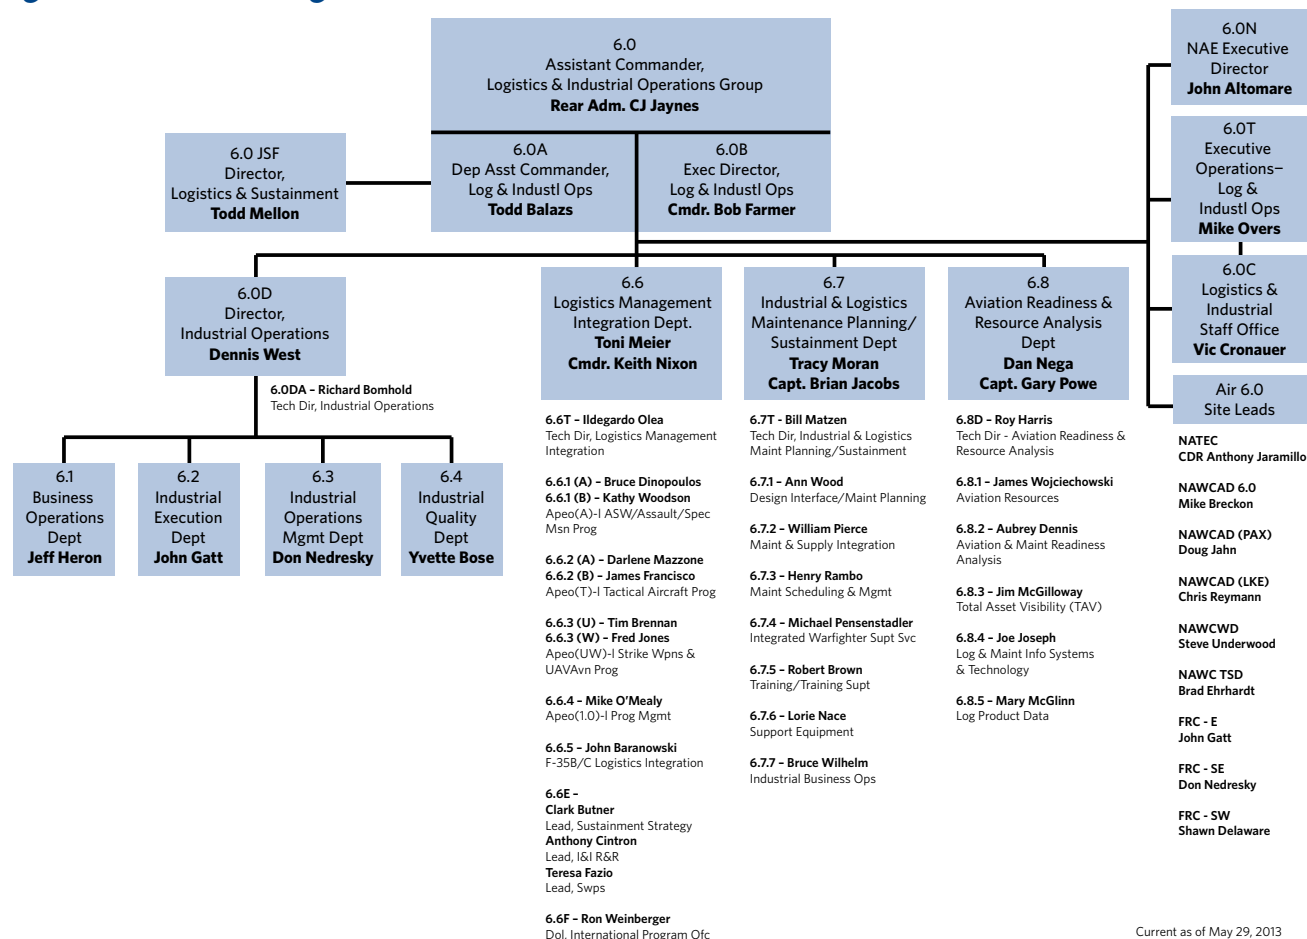 6.0
Assistant Commander,
Logistics & Industrial Operations Group
Rear Adm. CJ Jaynes
6.0A
Dep Asst Commander,
Log & Industl Ops
Todd Balazs
6.0B
Exec Director,
Log & Industl Ops
Cmdr. Bob Farmer
6.0 JSF
Director,
Logistics & Sustainment
Todd Mellon
6.0N
NAE Executive
Director
John Altomare
6.0T
Executive
Operations–
Log &
Industl Ops
Mike Overs
6.0C
Logistics &
Industrial
Staff Office
Vic Cronauer
Air 6.0
Site Leads
NATEC
CDR Anthony Jaramillo
NAWCAD 6.0
Mike Breckon
NAWCAD (PAX)
Doug Jahn
NAWCAD (LKE)
Chris Reymann
NAWCWD
Steve Underwood
NAWC TSD
Brad Ehrhardt
FRC - E
John Gatt
FRC - SE
Don Nedresky
FRC - SW
Shawn Delaware
6.0D
Director,
Industrial Operations
Dennis West
6.0DA – Richard Bomhold
Tech Dir, Industrial Operations
6.1
Business
Operations
Dept
Jeff Heron
6.2
Industrial
Execution
Dept
John Gatt
6.3
Industrial
Operations
Mgmt Dept
Don Nedresky
6.4
Industrial
Quality
Dept
Yvette Bose
6.6
Logistics Management
Integration Dept.
Toni Meier
Cmdr. Keith Nixon
6.6T – Ildegardo Olea
Tech Dir, Logistics Management
Integration
6.6.1 (A) – Bruce Dinopoulos
6.6.1 (B) – Kathy Woodson
Apeo(A)-l ASW/Assault/Spec
Msn Prog
6.6.2 (A) – Darlene Mazzone
6.6.2 (B) – James Francisco
Apeo(T)-l Tactical Aircraft Prog
6.6.3 (U) – Tim Brennan
6.6.3 (W) – Fred Jones
Apeo(UW)-l Strike Wpns &
UAVAvn Prog
6.6.4 – Mike O’Mealy
Apeo(1.0)-l Prog Mgmt
6.6.5 – John Baranowski
F-35B/C Logistics Integration
6.6E –
Clark Butner
Lead, Sustainment Strategy
Anthony Cintron
Lead, I&I R&R
Teresa Fazio
Lead, Swps
6.6F – Ron Weinberger
Dol, International Program Ofc
6.7
Industrial & Logistics
Maintenance Planning/
Sustainment Dept
Tracy Moran
Capt. Brian Jacobs
6.7T - Bill Matzen
Tech Dir, Industrial & Logistics
Maint Planning/Sustainment
6.7.1 – Ann Wood
Design Interface/Maint Planning
6.7.2 – William Pierce
Maint & Supply Integration
6.7.3 – Henry Rambo
Maint Scheduling & Mgmt
6.7.4 – Michael Pensenstadler
Integrated Warfighter Supt Svc
6.7.5 – Robert Brown
Training/Training Supt
6.7.6 – Lorie Nace
Support Equipment
6.7.7 – Bruce Wilhelm
Industrial Business Ops
6.8
Aviation Readiness &
Resource Analysis
Dept
Dan Nega
Capt. Gary Powe
6.8D – Roy Harris
Tech Dir - Aviation Readiness &
Resource Analysis
6.8.1 – James Wojciechowski
Aviation Resources
6.8.2 – Aubrey Dennis
Aviation & Maint Readiness
Analysis
6.8.3 – Jim McGilloway
Total Asset Visibility (TAV)
6.8.4 – Joe Joseph
Log & Maint Info Systems
& Technology
6.8.5 – Mary McGlinn
Log Product Data
Current as of May 29, 2013